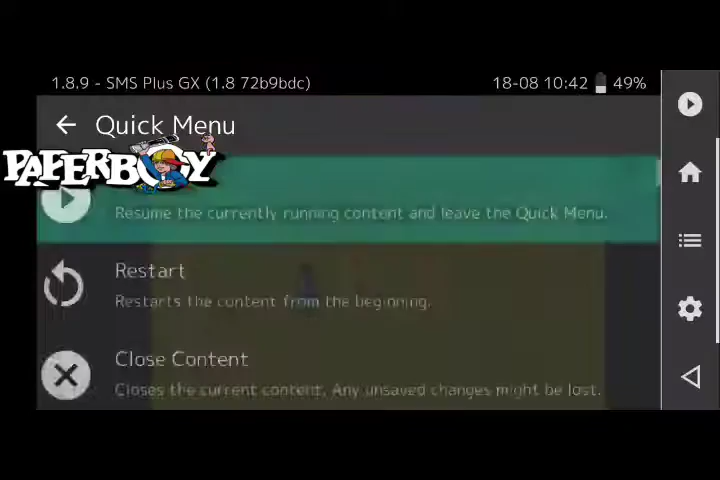 1.8.9 - SMS Plus GX (1.8 72b9bdc)
18-08 10:42 49%
Quick Menu
PAPERBOY
Resume the currently running content and leave the Quick Menu.
Restart
Restarts the content from the beginning.
Close Content
Closes the current content. Any unsaved changes might be lost.